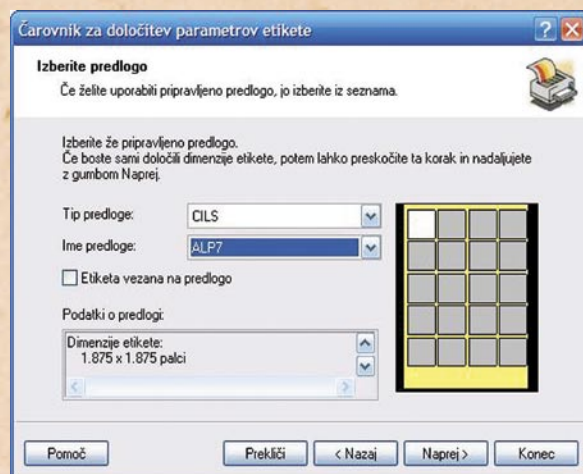 Čarovnik za določitev parametrov etikete
Izberite predlogo
Če želite uporabiti pripravljeno predlogo, jo izberite iz seznama.
Izberite že pripravljeno predlogo.
Če boste sami določili dimenzije etikete, potem lahko preskočite ta korak in nadaljujete
z gumbom Naprej.
Tip predloge: CILS
Ime predloge: ALP7
Etiketa vezana na predlogo
Podatki o predlogi:
Dimenzije etikete:
1.875 x 1.875 palci
Pomoč Prekliči < Nazaj Naprej > Konec